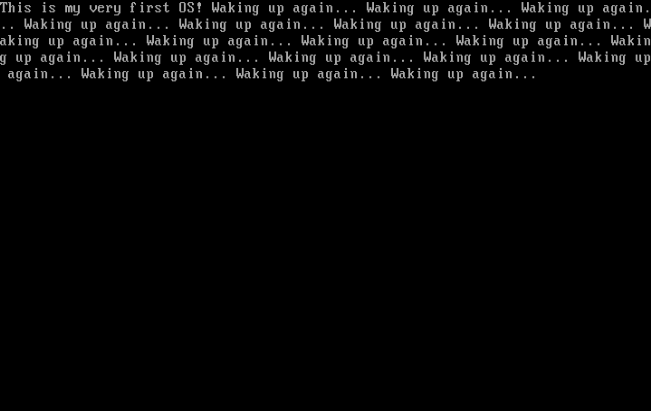 This is my very first OS! Waking up again... Waking up again... Waking up again.
.. Waking up again... Waking up again... Waking up again... Waking up again... W
aking up again... Waking up again... Waking up again... Waking up again... Wakin
g up again... Waking up again... Waking up again... Waking up again... Waking up
 again... Waking up again... Waking up again... Waking up again...